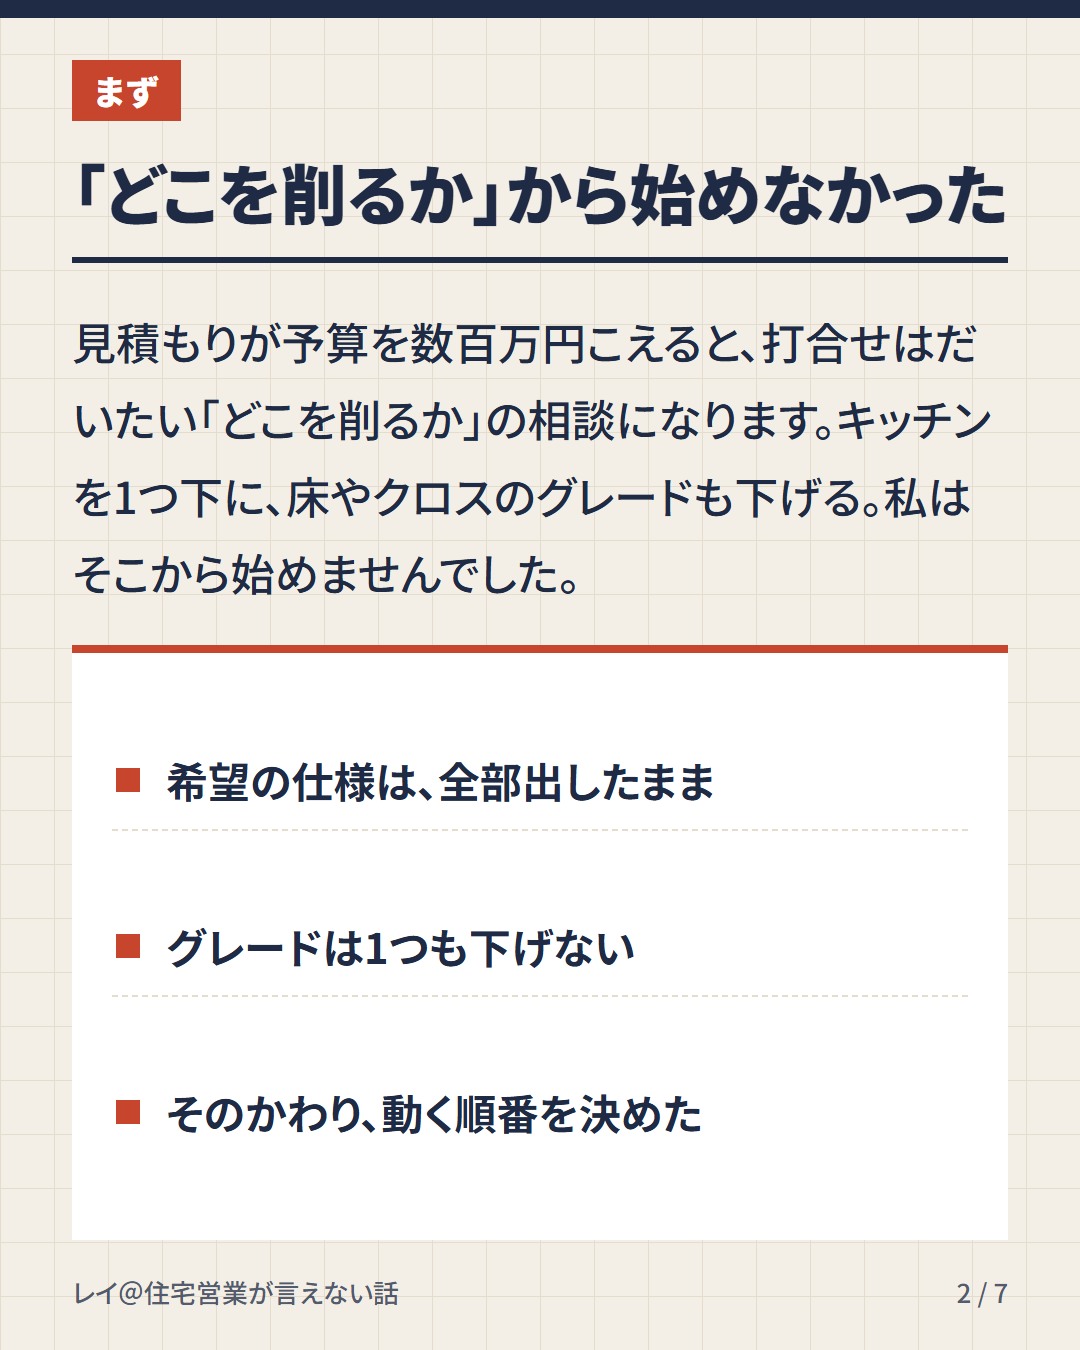 まず
「どこを削るか」から始めなかった
見積もりが予算を数百万円こえると、打合せはだ
いたい「どこを削るか」の相談になります。キッチン
を1つ下に、床やクロスのグレードも下げる。私は
そこから始めませんでした。
希望の仕様は、全部出したまま
グレードは1つも下げない
そのかわり、動く順番を決めた
レイ@住宅営業が言えない話
2 / 7